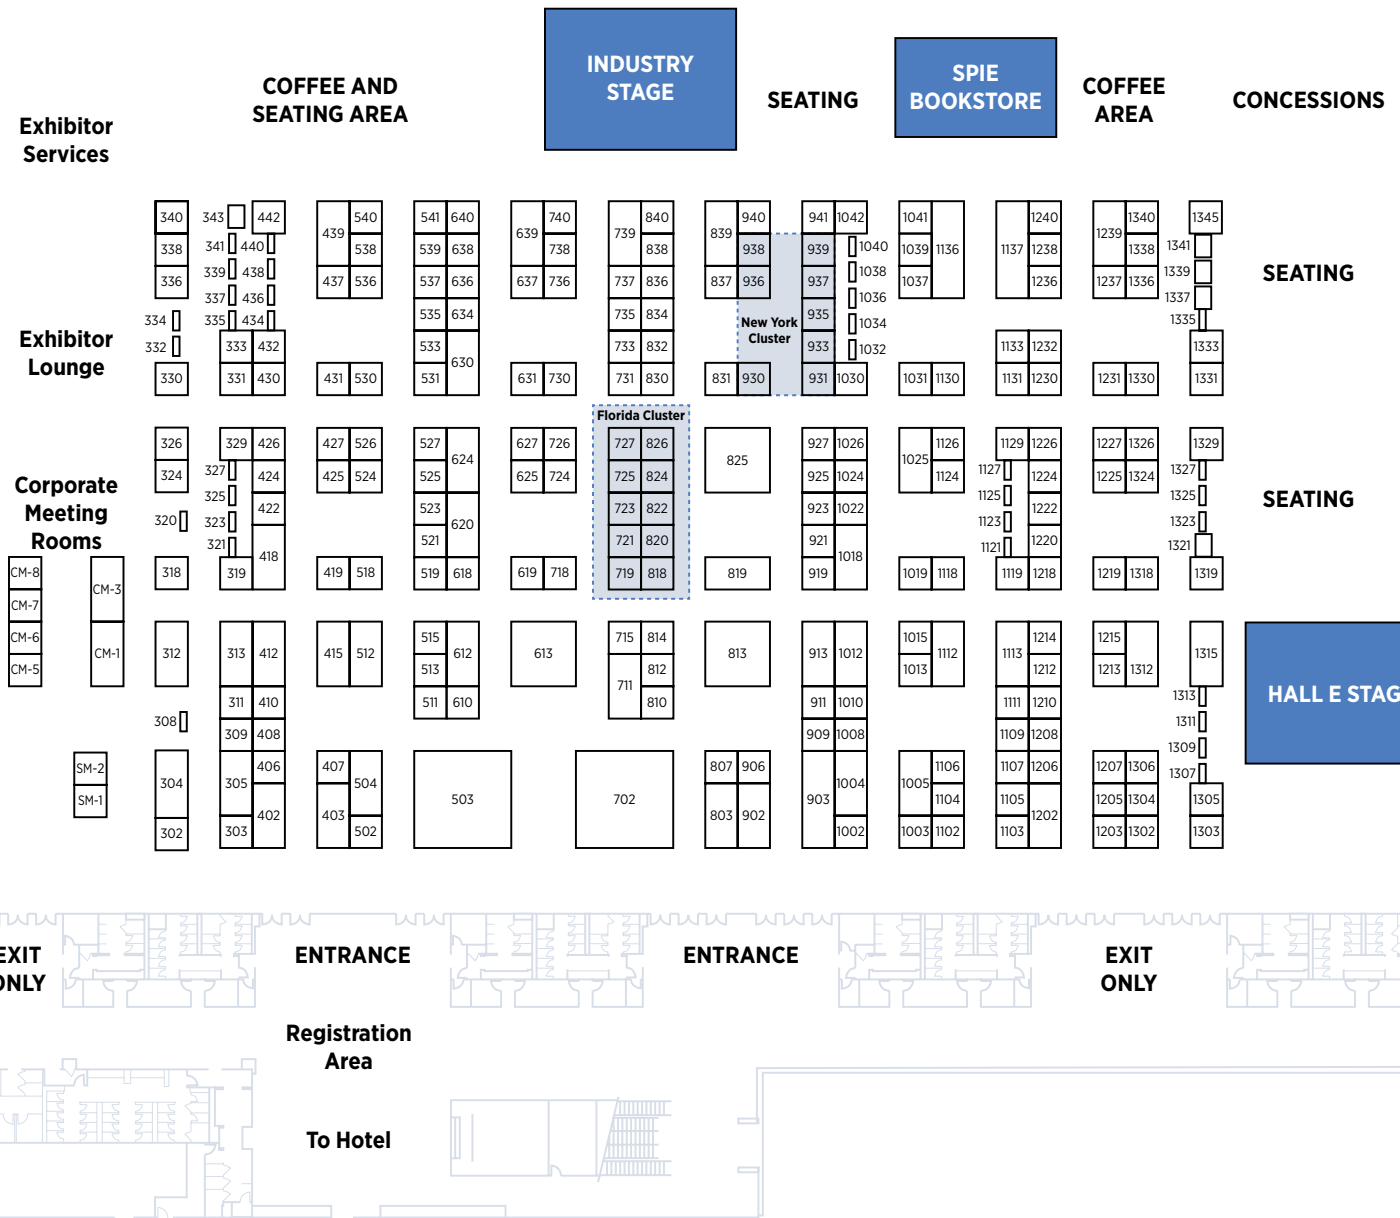 INDUSTRY
STAGE
SPIE
BOOKSTORE
COFFEE AND
SEATING AREA
SEATING
COFFEE
AREA
CONCESSIONS
Exhibitor
Services
340 343 442 439 540 541 640 639 740 739 840 839 940 941 1042 1041 1136 1137 1240 1239 1340 1345
338 341 440 538 539 638 738 838 938 939 1040 1039 1238 1338 1341
336 339 438 437 536 537 636 637 736 737 836 837 936 937 1038 1037 1236 1237 1336 1339
SEATING
337 436 1036 1337
334 335 434 535 634 735 834 935 1034 1335
New York
Cluster
332 333 432 533 630 733 832 933 1032 1133 1232 1333
Exhibitor
Lounge
330 331 430 431 530 531 631 730 731 830 831 930 931 1030 1031 1130 1131 1230 1231 1330 1331
Florida Cluster
326 329 426 427 526 527 624 627 726 727 826 825 927 1026 1025 1126 1129 1226 1227 1326 1329
324 327 424 425 524 525 625 724 725 824 925 1024 1124 1127 1224 1225 1324 1327
SEATING
325 422 523 620 723 822 923 1022 1125 1222 1325
320 323 1123 1323
321 418 521 721 820 921 1018 1121 1220 1321
Corporate
Meeting
Rooms
318 319 419 518 519 618 619 718 719 818 819 919 1019 1118 1119 1218 1219 1318 1319
CM-8
CM-7
CM-6
CM-5
CM-3
CM-1
312 313 412 415 512 515 612 613 715 814 813 913 1012 1015 1112 1113 1214 1215 1312 1315
513 711 812 1013 1212 1213
311 410 511 610 810 911 1010 1111 1210 1313
308 309 408 909 1008 1109 1208 1311
1309
HALL E STAG
SM-2
SM-1
304 305 406 407 504 503 702 807 906 903 1004 1005 1106 1107 1206 1207 1306 1307
402 403 803 902 1104 1105 1202 1205 1304 1305
302 303 502 1002 1003 1102 1103 1203 1302 1303
EXIT
ONLY
ENTRANCE
ENTRANCE
EXIT
ONLY
Registration
Area
To Hotel